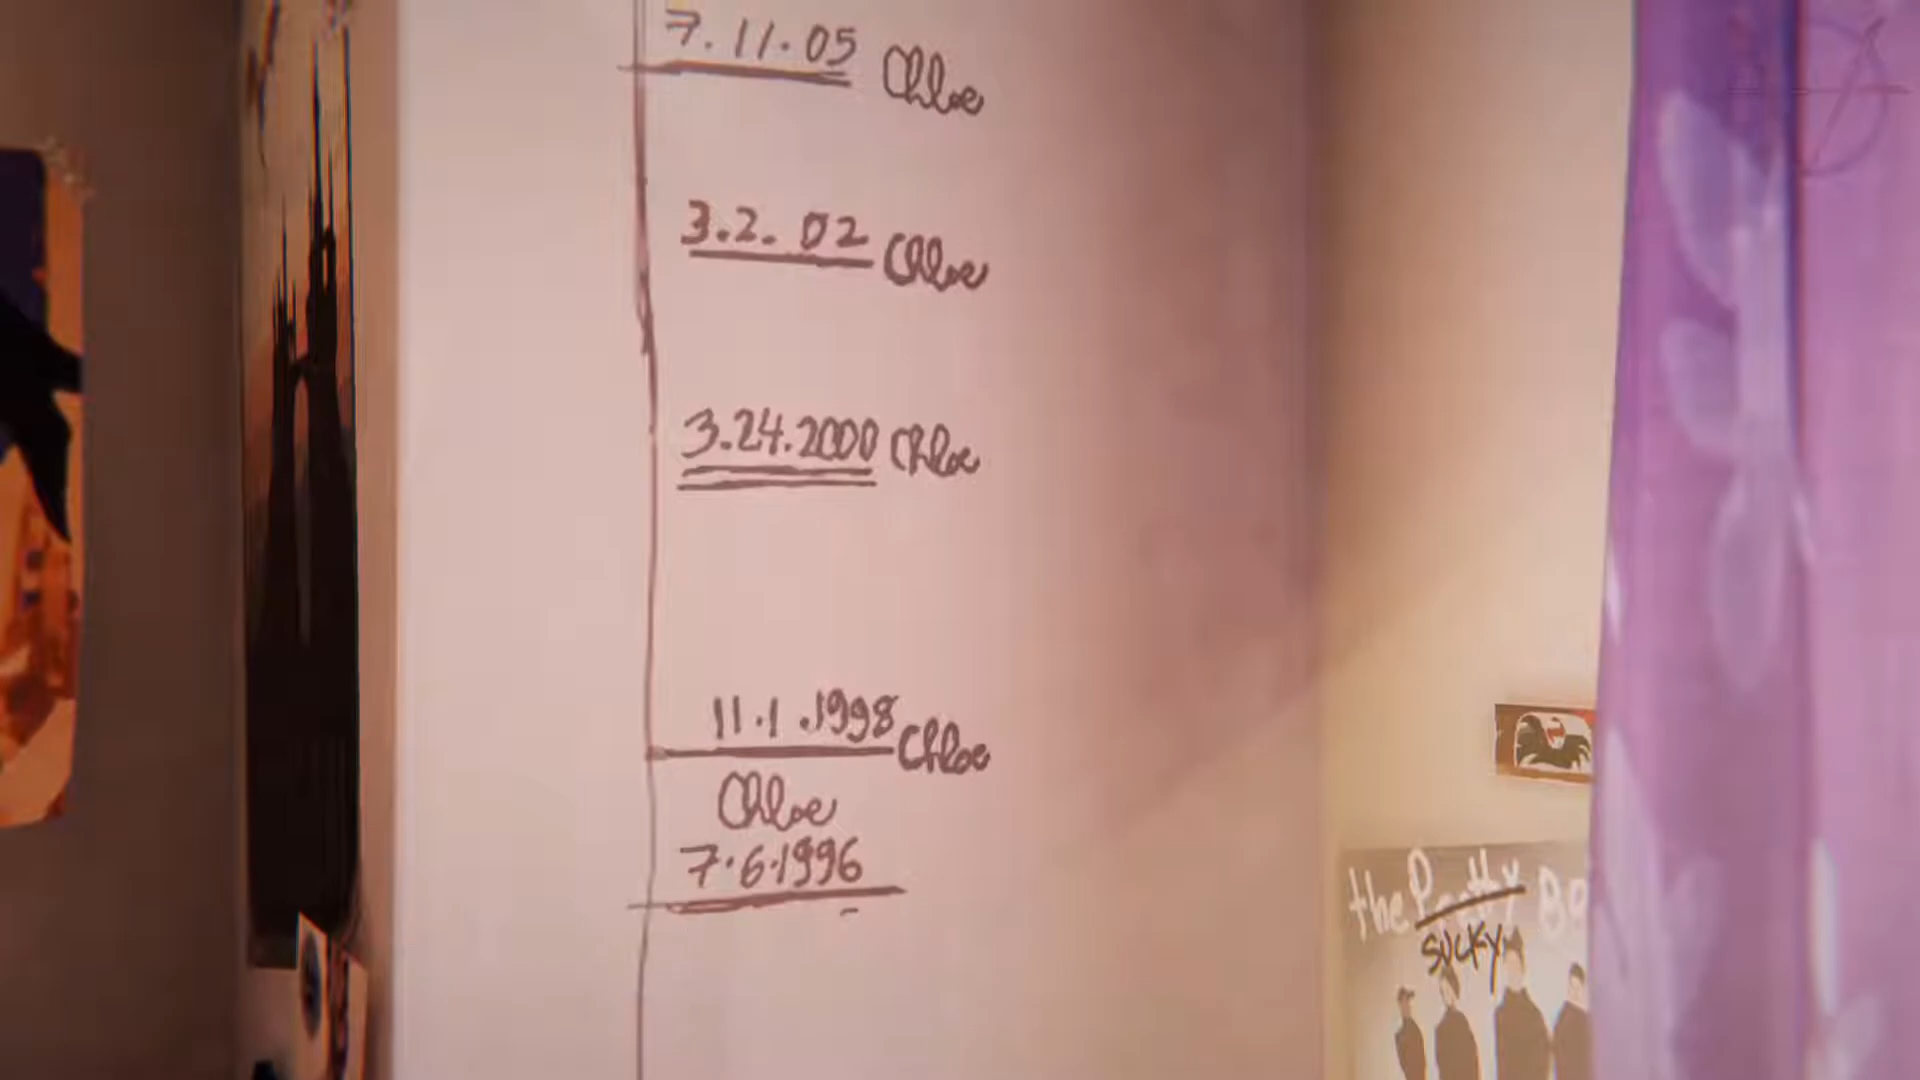 7.11.05 Chloe
3.2.02 Chloe
3.24.2000 Chloe
11.1.1998 Chloe
Chloe
7.6.1996
the Pretty
sucky